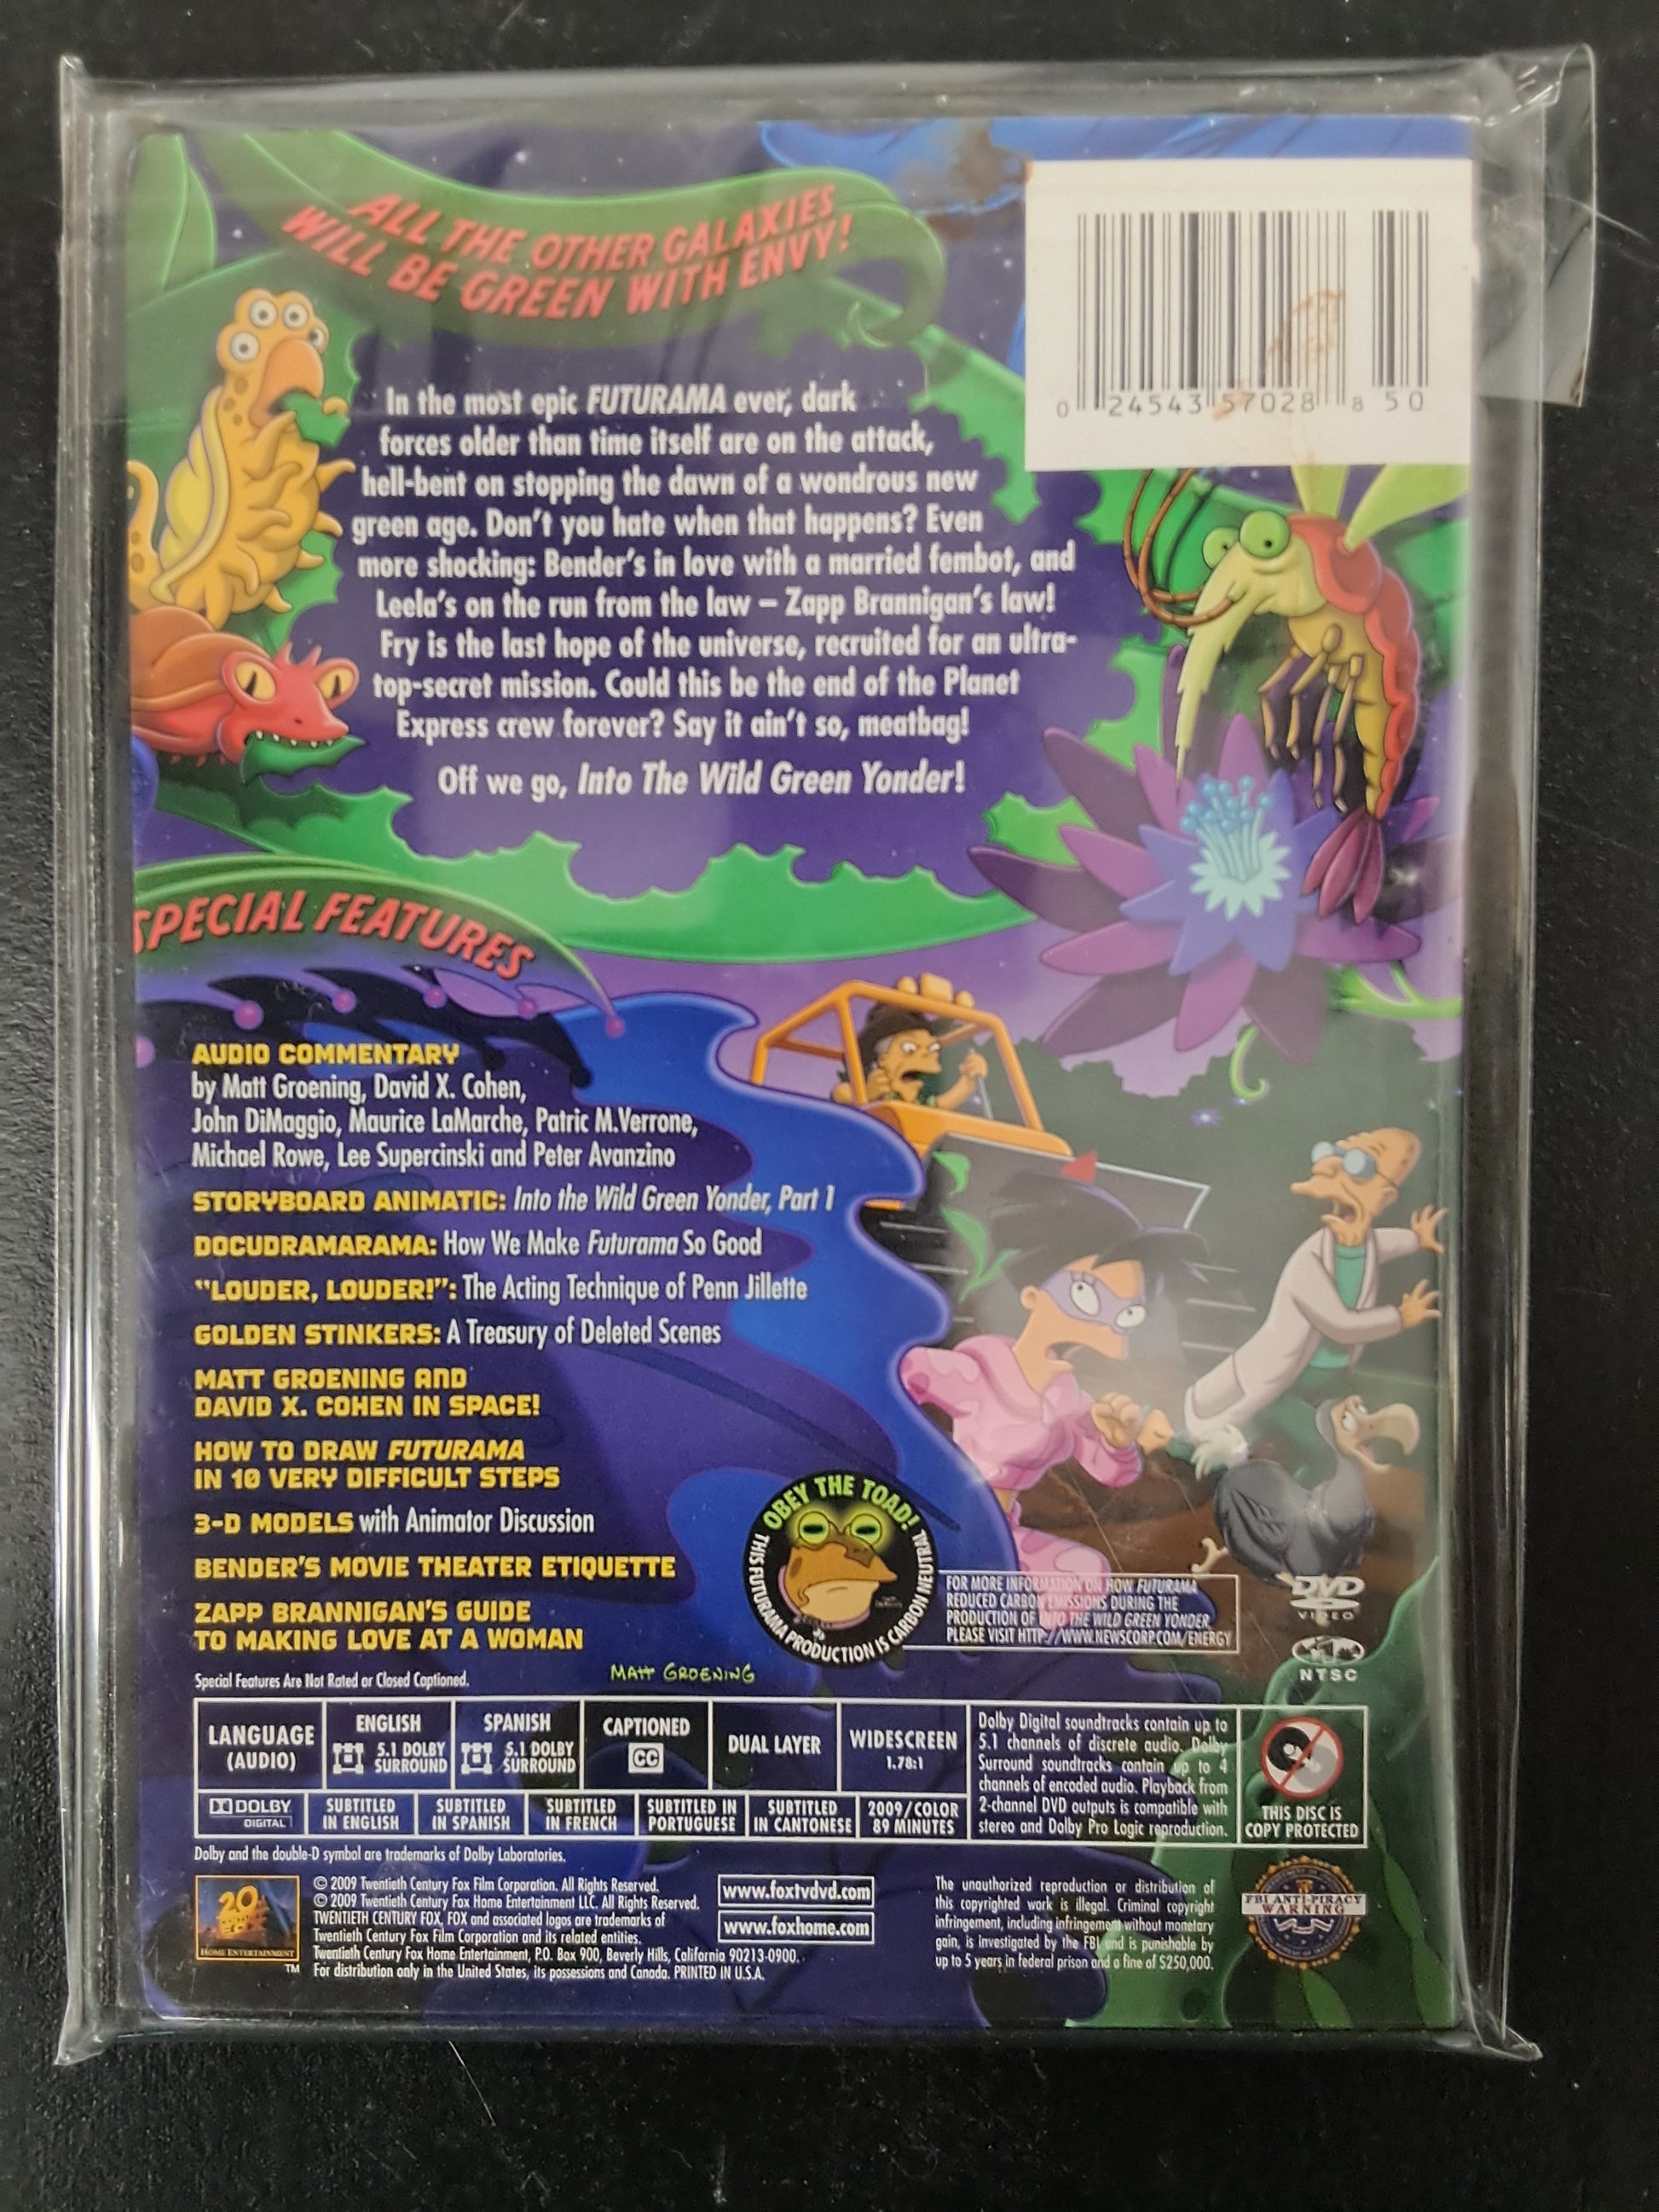 ALL THE OTHER GALAXIES
WILL BE GREEN WITH ENVY!
0 24543 57028 8 50
In the most epic FUTURAMA ever, dark
forces older than time itself are on the attack,
hell-bent on stopping the dawn of a wondrous new
green age. Don't you hate when that happens? Even
more shocking: Bender's in love with a married fembot, and
Leela's on the run from the law – Zapp Brannigan's law!
Fry is the last hope of the universe, recruited for an ultra-
top-secret mission. Could this be the end of the Planet
Express crew forever? Say it ain't so, meatbag!
Off we go, Into The Wild Green Yonder!
SPECIAL FEATURES
AUDIO COMMENTARY
by Matt Groening, David X. Cohen,
John DiMaggio, Maurice LaMarche, Patric M.Verrone,
Michael Rowe, Lee Supercinski and Peter Avanzino
STORYBOARD ANIMATIC: Into the Wild Green Yonder, Part 1
DOCUDRAMARAMA: How We Make Futurama So Good
"LOUDER, LOUDER!": The Acting Technique of Penn Jillette
GOLDEN STINKERS: A Treasury of Deleted Scenes
MATT GROENING AND
DAVID X. COHEN IN SPACE!
HOW TO DRAW FUTURAMA
IN 10 VERY DIFFICULT STEPS
3-D MODELS with Animator Discussion
BENDER'S MOVIE THEATER ETIQUETTE
ZAPP BRANNIGAN'S GUIDE
TO MAKING LOVE AT A WOMAN
OBEY THE TOAD!
THIS FUTURAMA PRODUCTION IS CARBON NEUTRAL
FOR MORE INFORMATION ON HOW FUTURAMA
REDUCED CARBON EMISSIONS DURING THE
PRODUCTION OF INTO THE WILD GREEN YONDER
PLEASE VISIT HTTP://WWW.NEWSCORP.COM/ENERGY
DVD
VIDEO
NTSC
Special Features Are Not Rated or Closed Captioned.
MATT GROENING
LANGUAGE
(AUDIO)
ENGLISH
5.1 DOLBY
SURROUND
SPANISH
5.1 DOLBY
SURROUND
CAPTIONED
CC
DUAL LAYER
WIDESCREEN
1.78:1
Dolby Digital soundtracks contain up to
5.1 channels of discrete audio. Dolby
Surround soundtracks contain up to 4
channels of encoded audio. Playback from
2-channel DVD outputs is compatible with
stereo and Dolby Pro Logic reproduction.
THIS DISC IS
COPY PROTECTED
DOLBY
DIGITAL
SUBTITLED
IN ENGLISH
SUBTITLED
IN SPANISH
SUBTITLED
IN FRENCH
SUBTITLED IN
PORTUGUESE
SUBTITLED
IN CANTONESE
2009/COLOR
89 MINUTES
Dolby and the double-D symbol are trademarks of Dolby Laboratories.
20
HOME ENTERTAINMENT
TM
© 2009 Twentieth Century Fox Film Corporation. All Rights Reserved.
© 2009 Twentieth Century Fox Home Entertainment LLC. All Rights Reserved.
TWENTIETH CENTURY FOX, FOX and associated logos are trademarks of
Twentieth Century Fox Film Corporation and its related entities.
Twentieth Century Fox Home Entertainment, P.O. Box 900, Beverly Hills, California 90213-0900.
For distribution only in the United States, its possessions and Canada. PRINTED IN U.S.A.
www.foxtvdvd.com
www.foxhome.com
The unauthorized reproduction or distribution of
this copyrighted work is illegal. Criminal copyright
infringement, including infringement without monetary
gain, is investigated by the FBI and is punishable by
up to 5 years in federal prison and a fine of $250,000.
FBI ANTI-PIRACY
WARNING